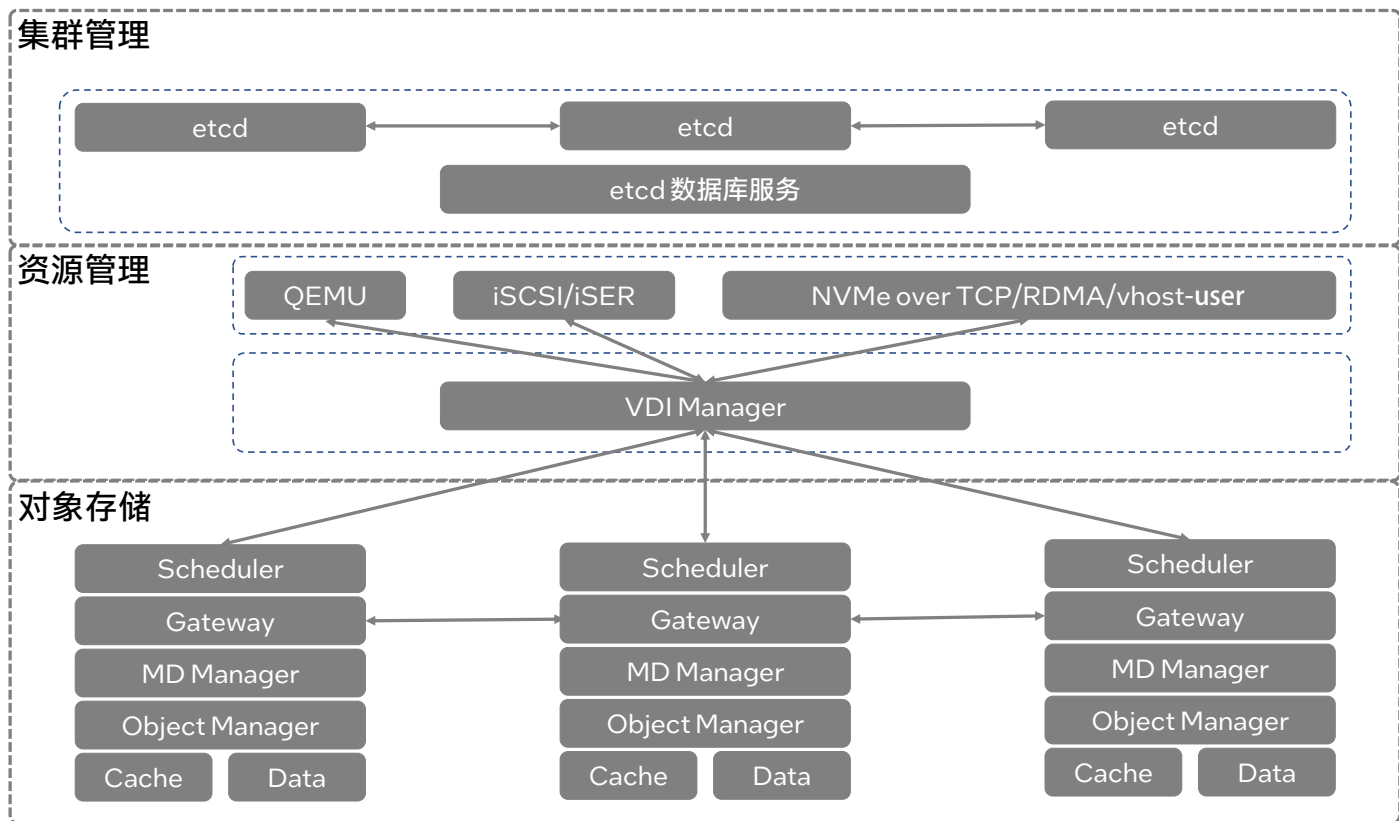 集群管理
etcd
etcd
etcd
etcd 数据库服务
资源管理
QEMU
iSCSI/iSER
NVMe over TCP/RDMA/vhost-user
VDI Manager
对象存储
Scheduler
Scheduler
Scheduler
Gateway
Gateway
Gateway
MD Manager
MD Manager
MD Manager
Object Manager
Object Manager
Object Manager
Cache
Data
Cache
Data
Cache
Data